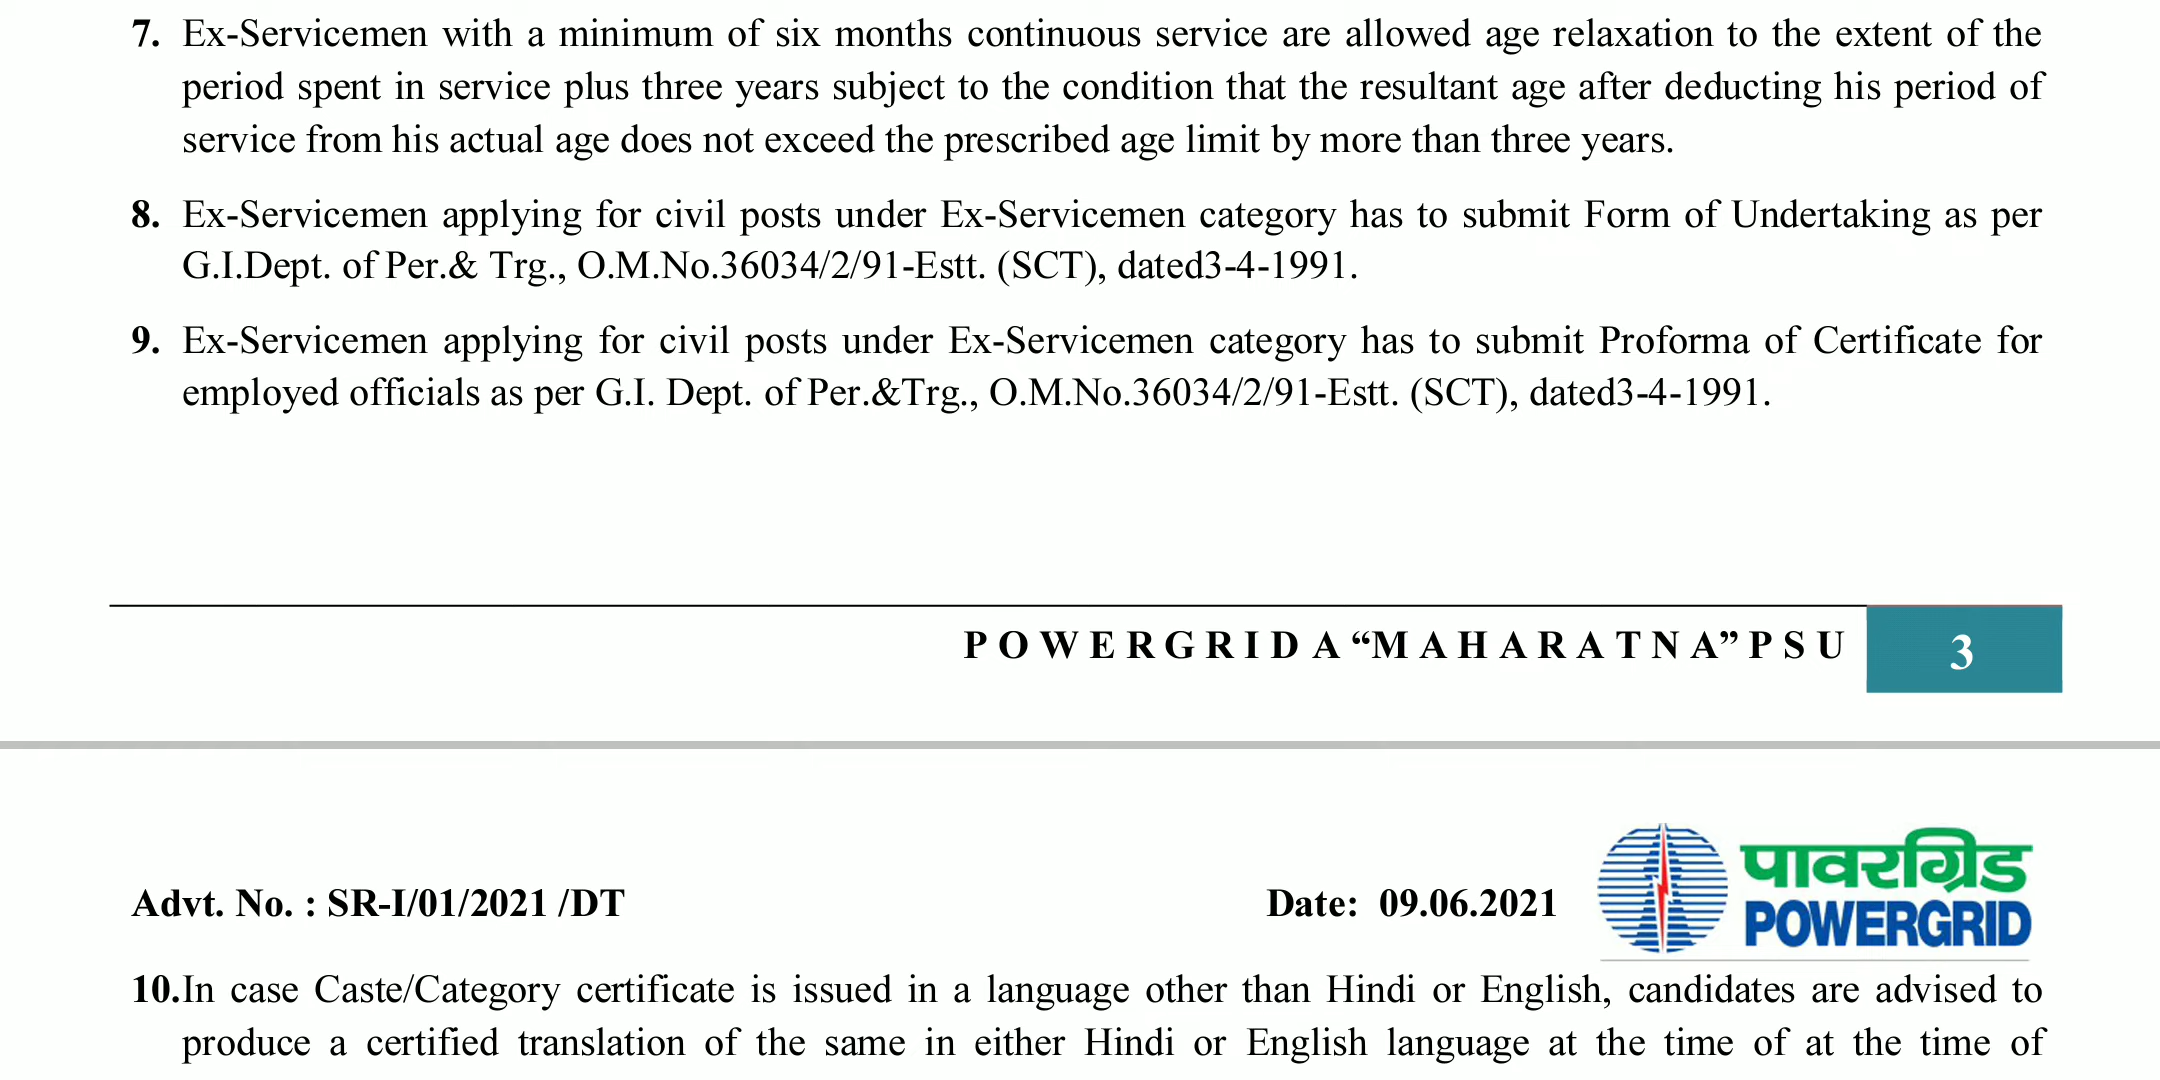 7. Ex-Servicemen with a minimum of six months continuous service are allowed age relaxation to the extent of the
period spent in service plus three years subject to the condition that the resultant age after deducting his period of
service from his actual age does not exceed the prescribed age limit by more than three years.
8. Ex-Servicemen applying for civil posts under Ex-Servicemen category has to submit Form of Undertaking as per
G.I.Dept. of Per.& Trg., O.M.No.36034/2/91-Estt. (SCT), dated3-4-1991.
9. Ex-Servicemen applying for civil posts under Ex-Servicemen category has to submit Proforma of Certificate for
employed officials as per G.I. Dept. of Per.&Trg., O.M.No.36034/2/91-Estt. (SCT), dated3-4-1991.
P O W E R G R I D A “M A H A R A T N A” P S U 3
पावरग्रिड
Advt. No. : SR-I/01/2021 /DT Date: 09.06.2021
POWERGRID
10.In case Caste/Category certificate is issued in a language other than Hindi or English, candidates are advised to
produce a certified translation of the same in either Hindi or English language at the time of at the time of